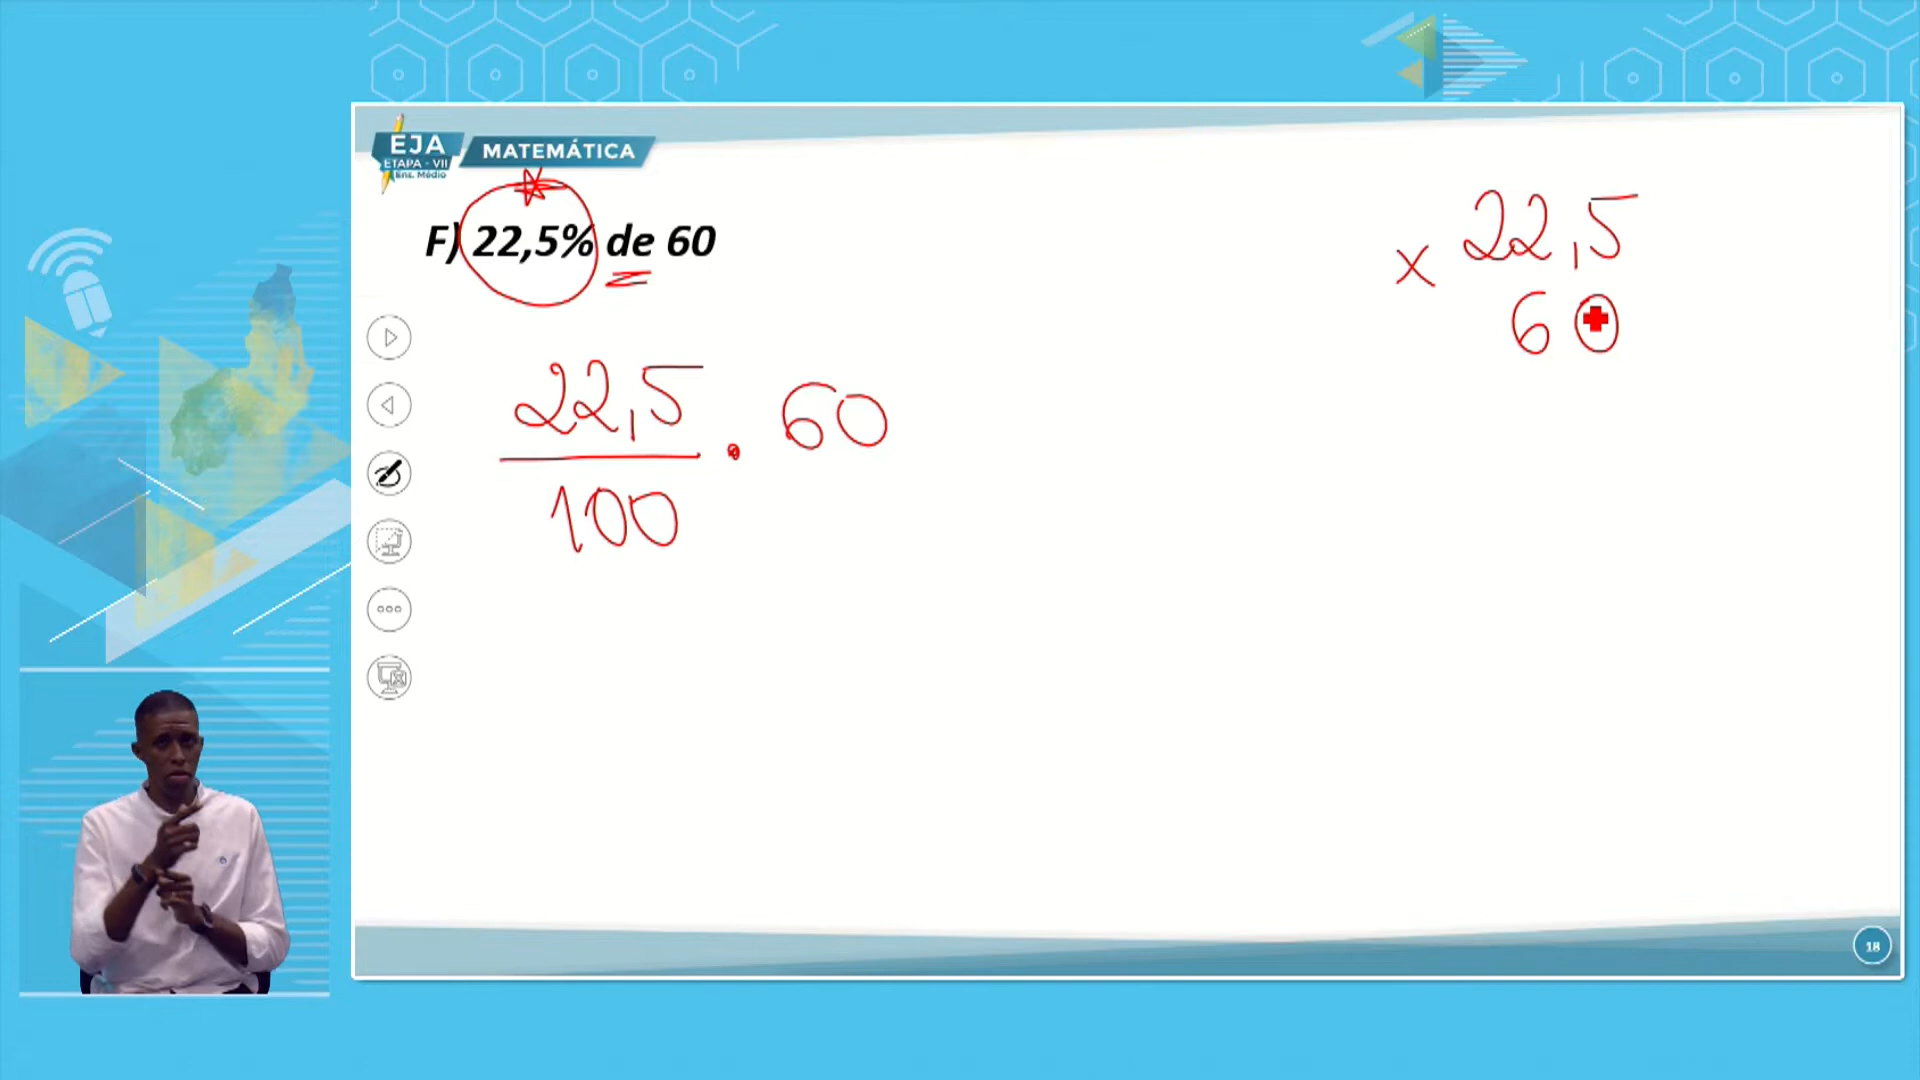 EJA
ETAPA - VII
Ens. Médio
MATEMÁTICA
F) 22,5% de 60
22,5
100
. 60
22,5
x 60
18